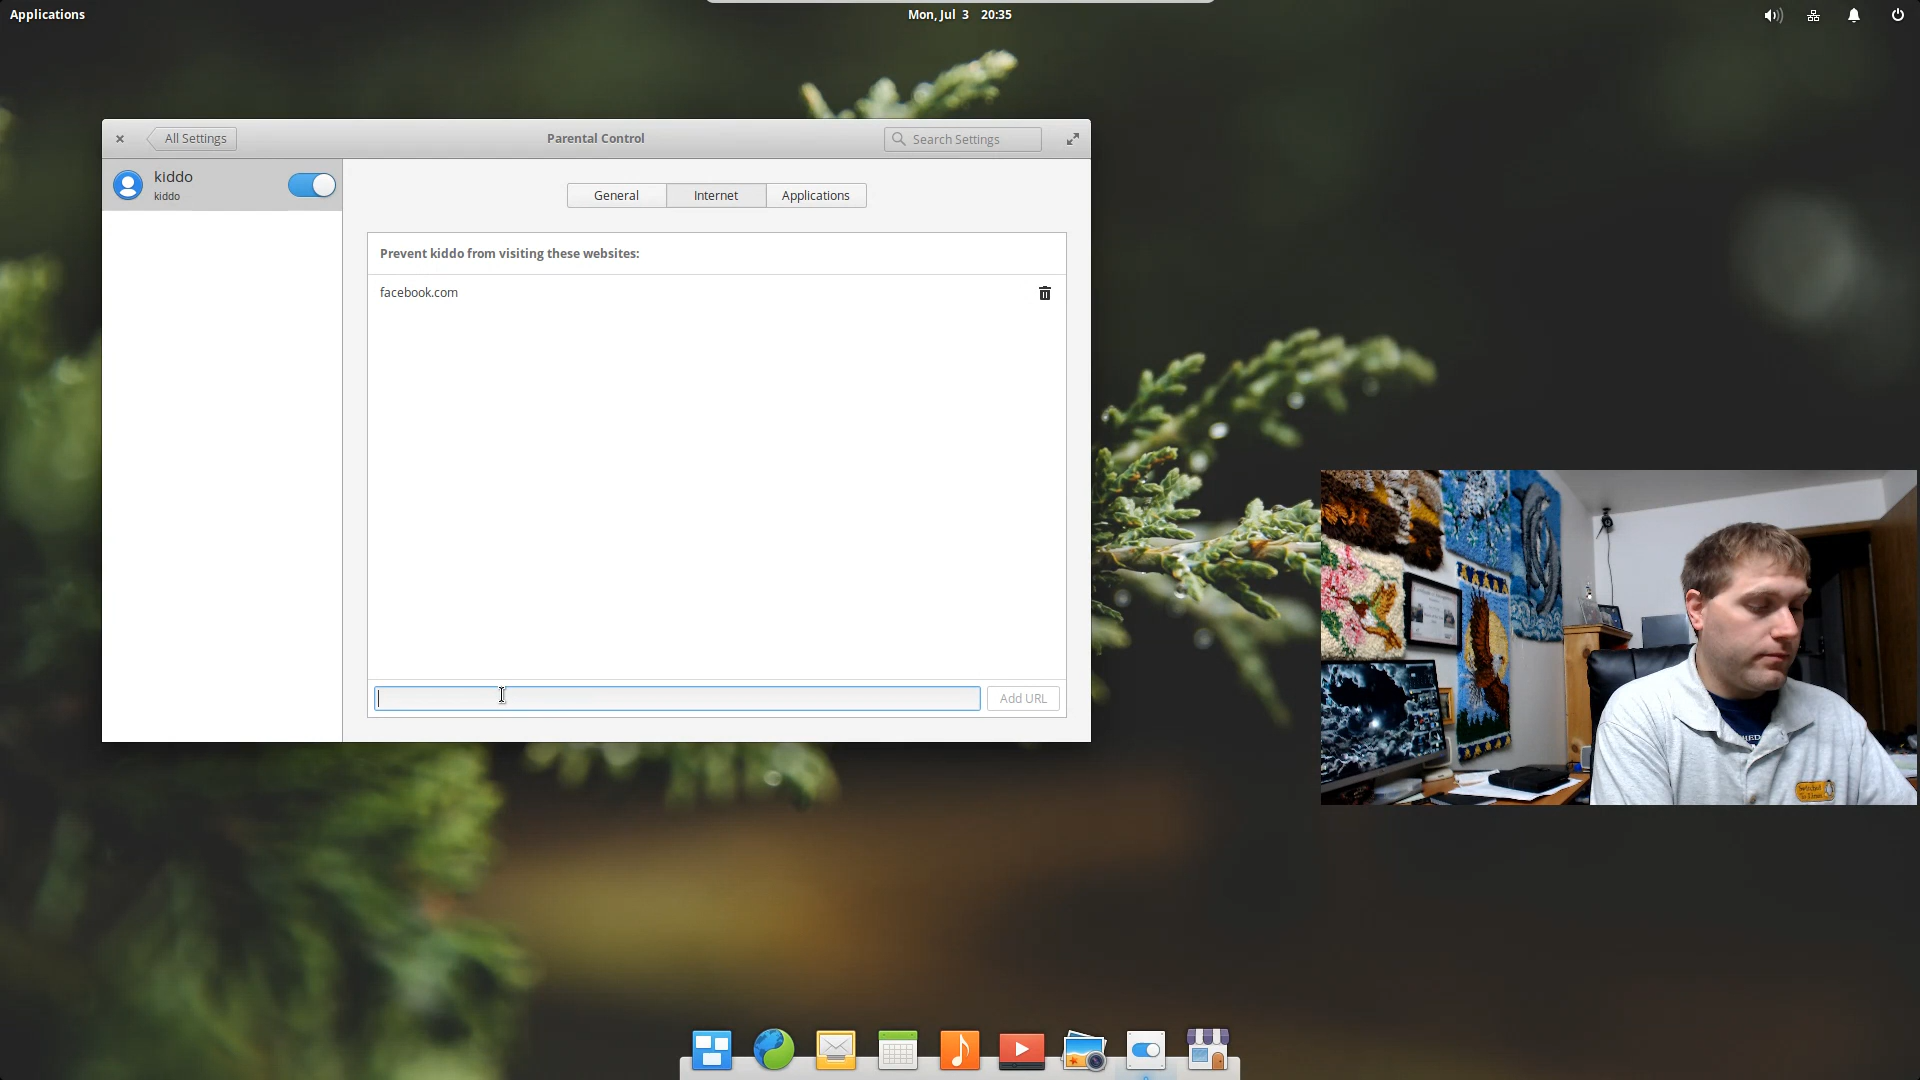 Applications
Mon, Jul 3 20:35
All Settings
Parental Control
Search Settings
kiddo
kiddo
General
Internet
Applications
Prevent kiddo from visiting these websites:
facebook.com
Add URL